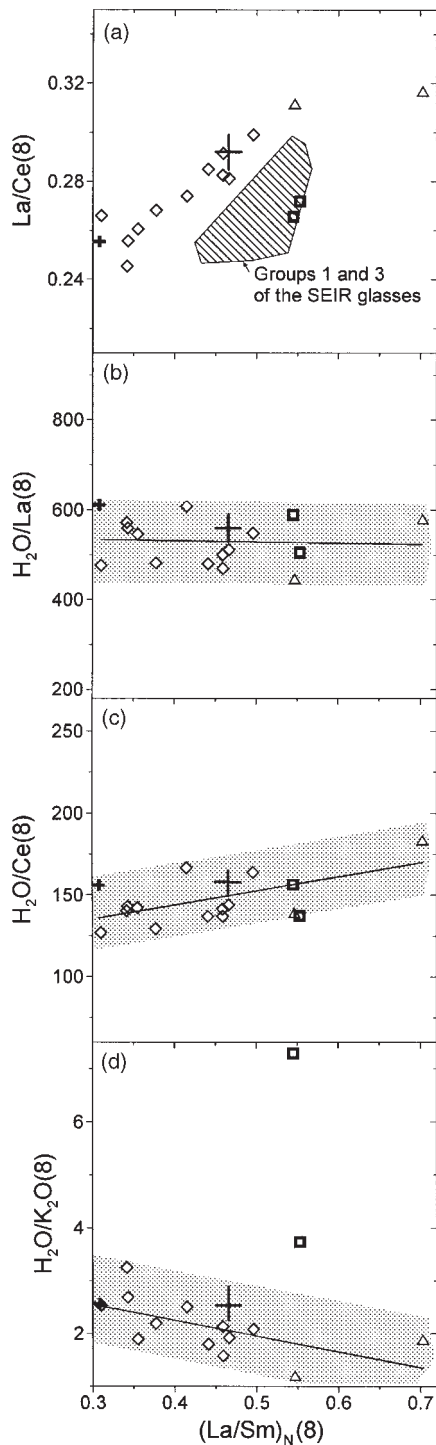 (a)
0.32
0.28
0.24
La/Ce(8)
Groups 1 and 3
of the SEIR glasses
(b)
800
600
400
200
H₂O/La(8)
(c)
250
200
150
100
H₂O/Ce(8)
(d)
6
4
2
H₂O/K₂O(8)
0.3 0.4 0.5 0.6 0.7
(La/Sm)N(8)